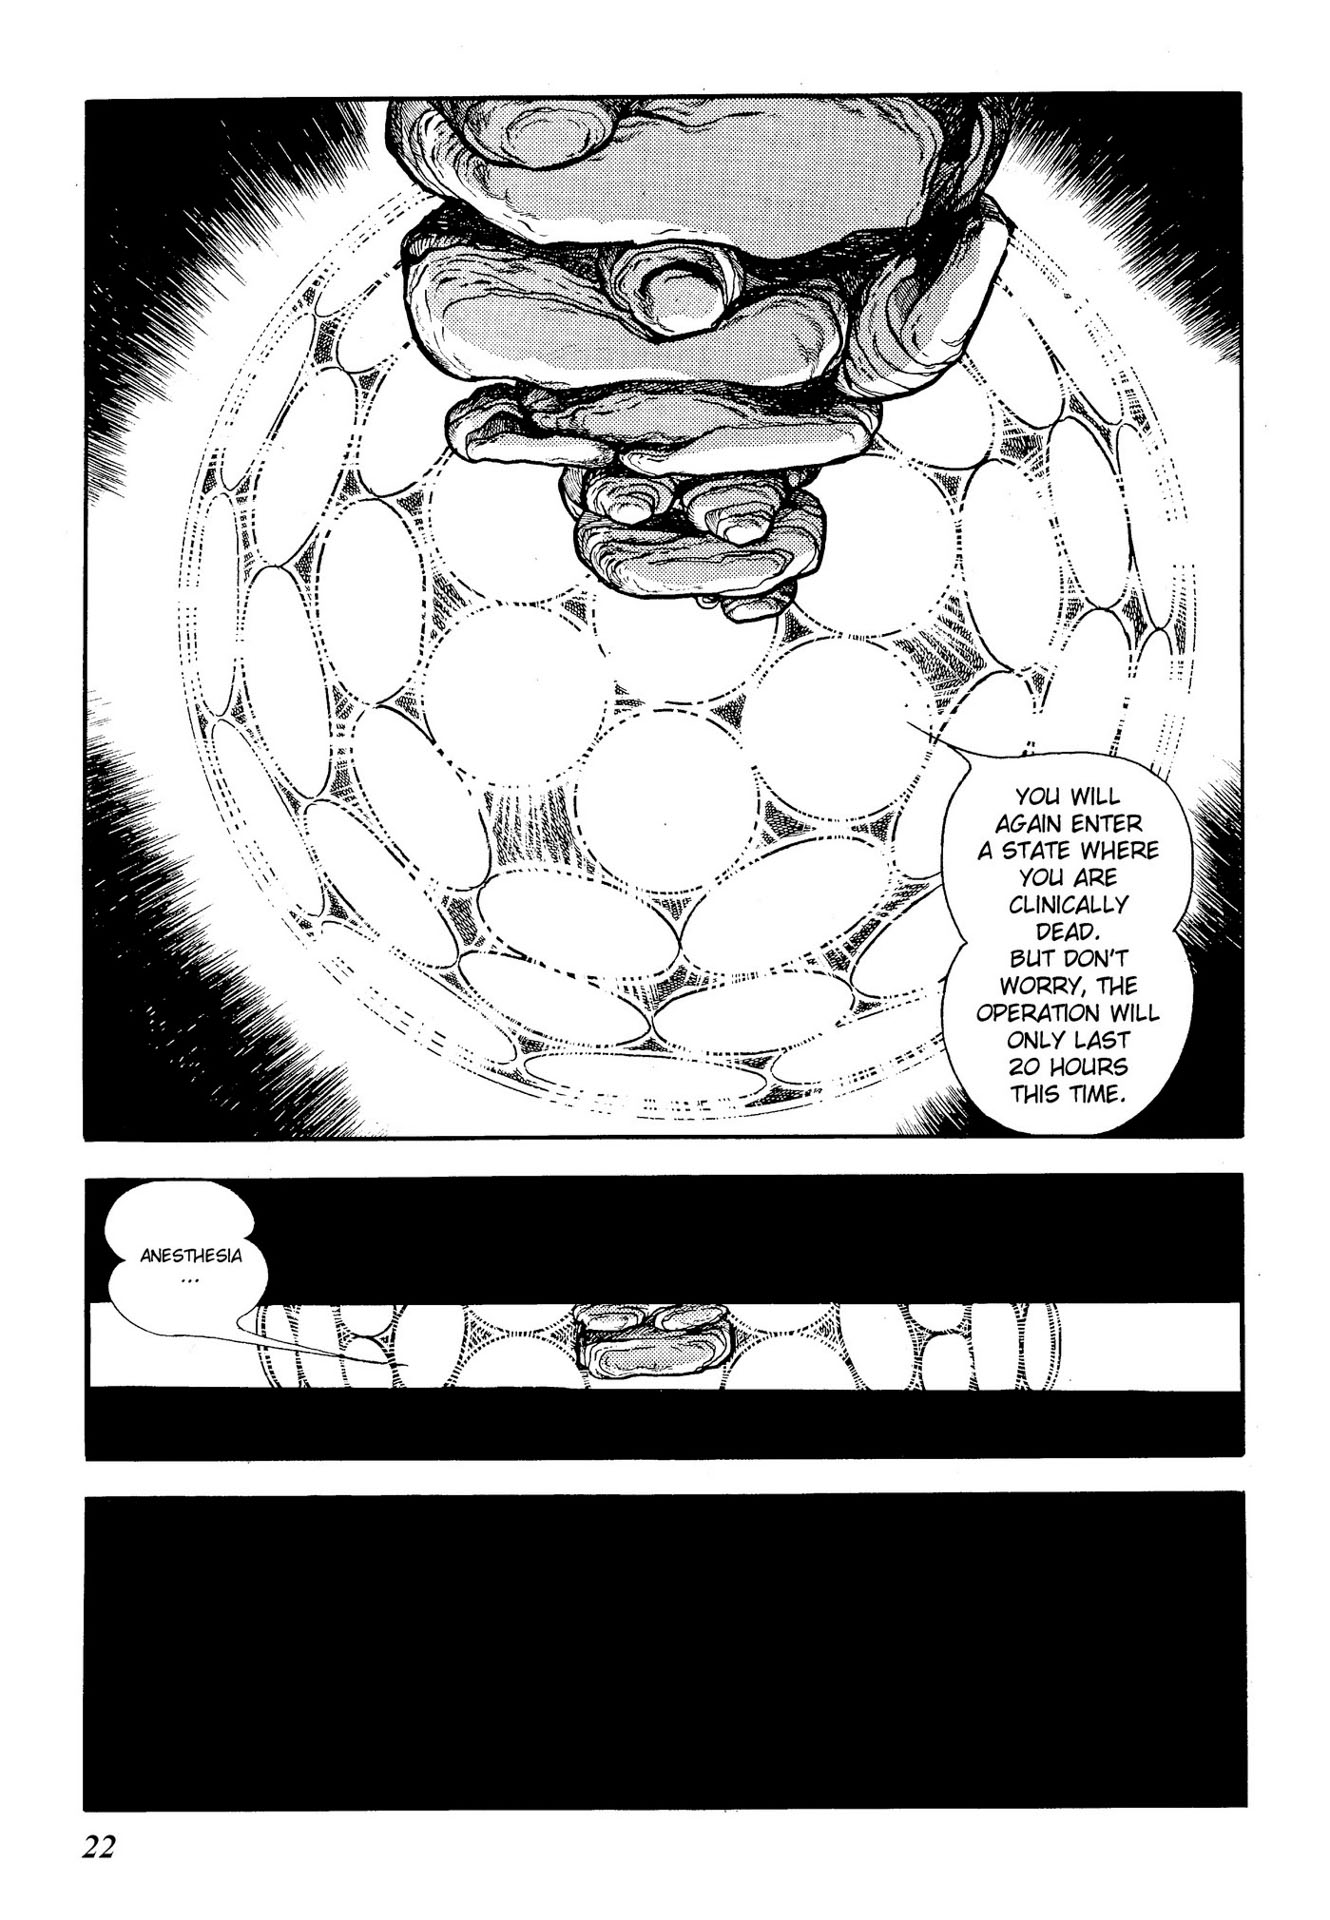 YOU WILL
AGAIN ENTER
A STATE WHERE
YOU ARE
CLINICALLY
DEAD.
BUT DON'T
WORRY, THE
OPERATION WILL
ONLY LAST
20 HOURS
THIS TIME.
ANESTHESIA
...
22